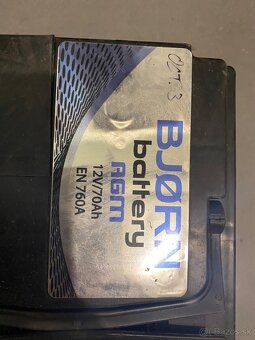 BJØRN
battery
AGM
12V/70Ah
EN 760A